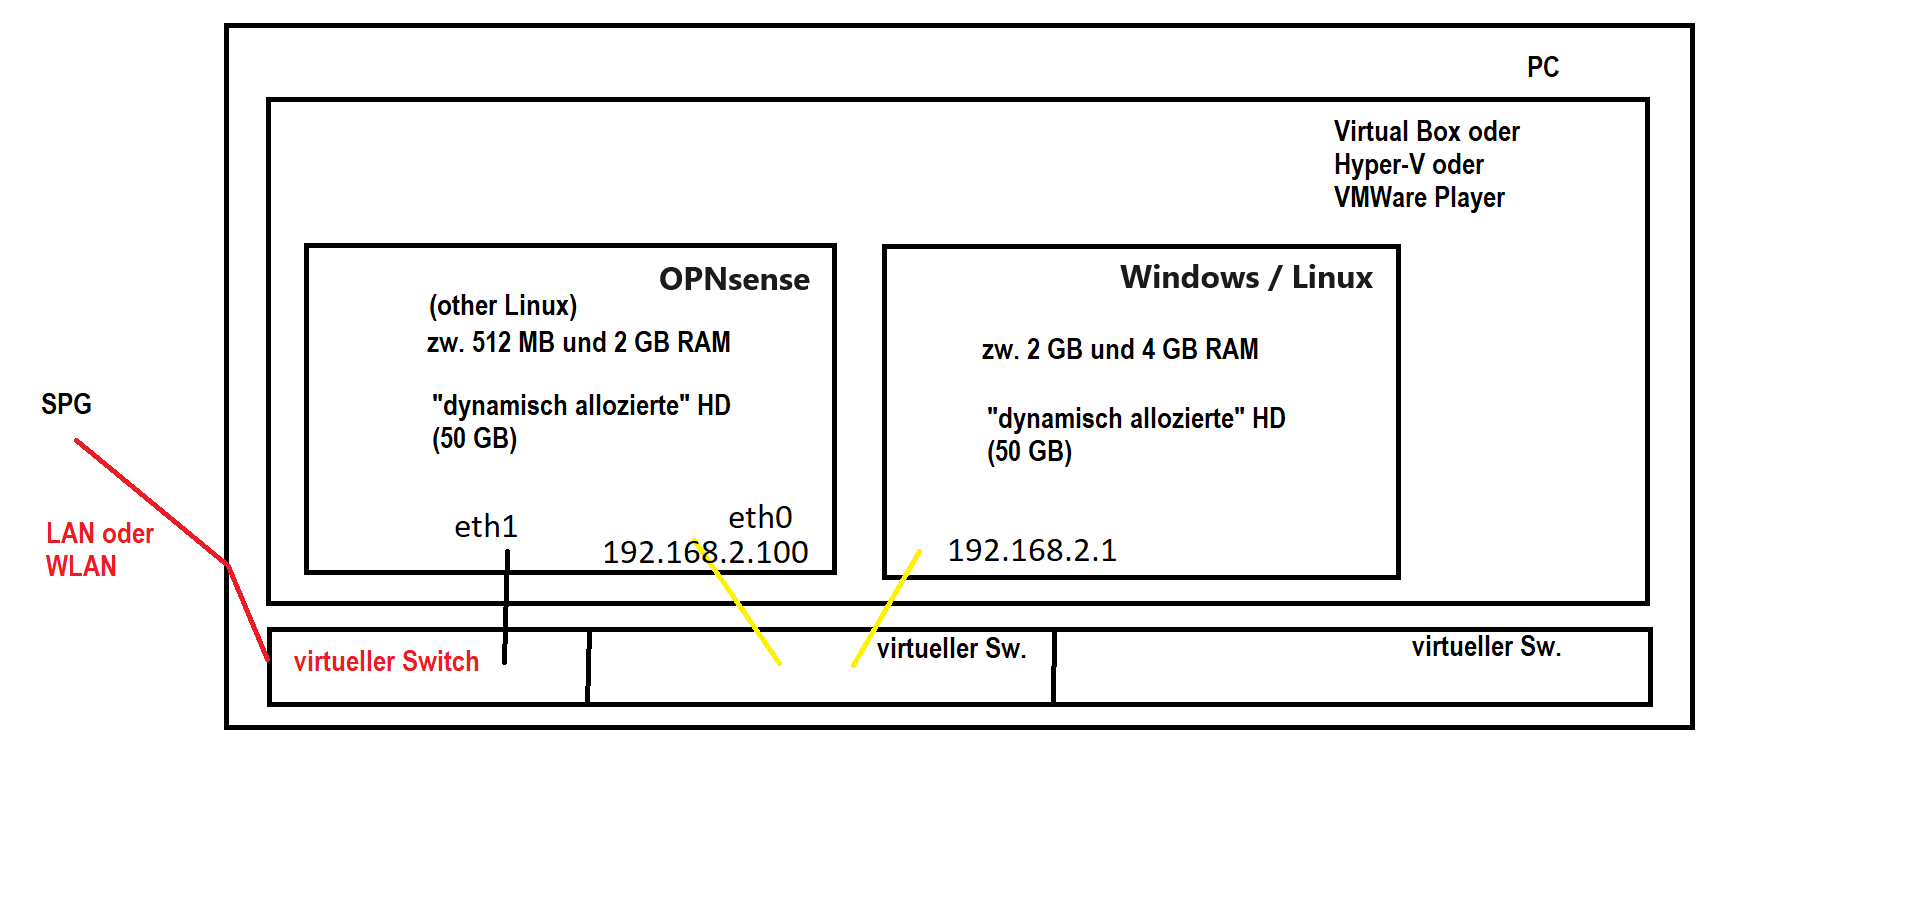 PC
Virtual Box oder
Hyper-V oder
VMWare Player
OPNsense
(other Linux)
zw. 512 MB und 2 GB RAM
"dynamisch allozierte" HD
(50 GB)
eth1
eth0
192.168.2.100
Windows / Linux
zw. 2 GB und 4 GB RAM
"dynamisch allozierte" HD
(50 GB)
192.168.2.1
SPG
LAN oder
WLAN
virtueller Switch
virtueller Sw.
virtueller Sw.